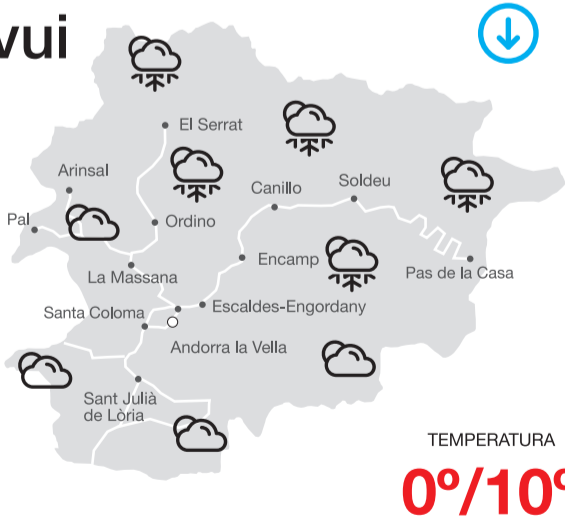 vui
El Serrat
Arinsal
Canillo
Soldeu
Pal
Ordino
Encamp
Pas de la Casa
La Massana
Santa Coloma
Escaldes-Engordany
Andorra la Vella
Sant Julià
de Lòria
TEMPERATURA
0º/10º